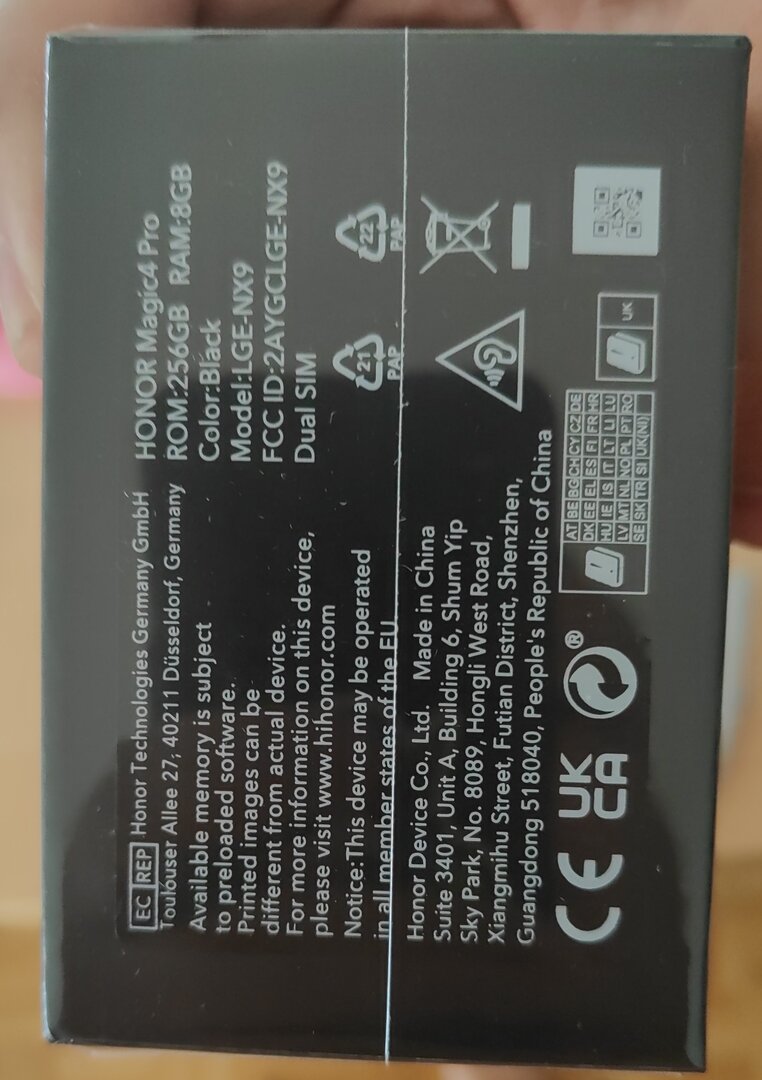 EC REP Honor Technologies Germany GmbH
Toulouser Allee 27, 40211 Düsseldorf, Germany
Available memory is subject
to preloaded software.
Printed images can be
different from actual device.
For more information on this device,
please visit www.hihonor.com
Notice:This device may be operated
in all member states of the EU
Honor Device Co., Ltd. Made in China
Suite 3401, Unit A, Building 6, Shum Yip
Sky Park, No. 8089, Hongli West Road,
Xiangmihu Street, Futian District, Shenzhen,
Guangdong 518040, People's Republic of China
HONOR Magic4 Pro
ROM:256GB RAM:8GB
Color:Black
Model:LGE-NX9
FCC ID:2AYGCLGE-NX9
Dual SIM
21
PAP
22
PAP
CE
UK
CA
®
AT BE BG CH CY CZ DE
DK EE EL ES FI FR HR
HU IE IS IT LT LI LU
LV MT NL NO PL PT RO
SE SK TR SI UK(NI)
UK